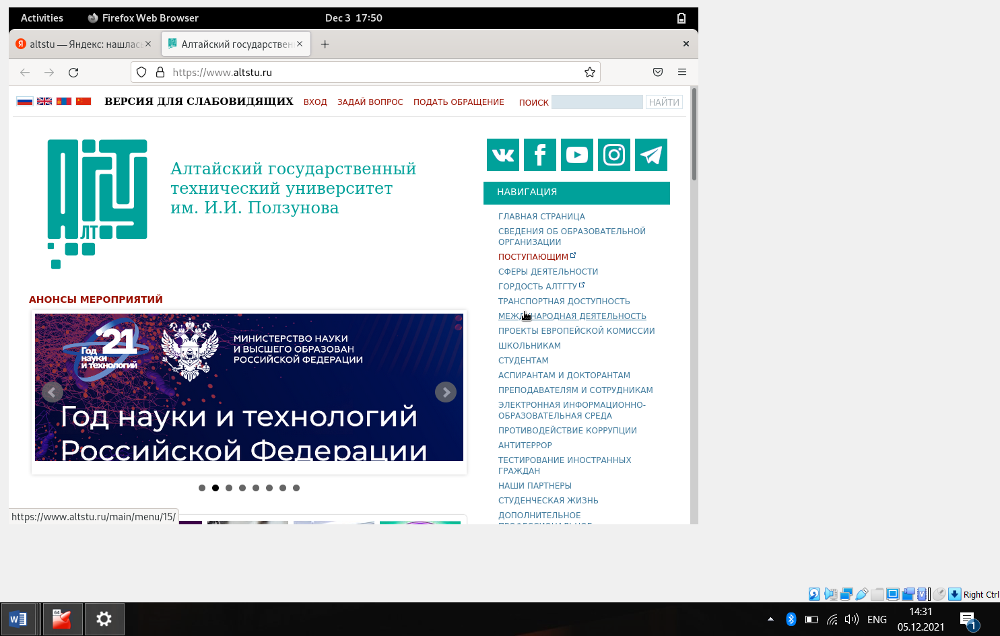 Activities
Firefox Web Browser
Dec 3 17:50
altstu — Яндекс: нашлась
Алтайский государствен
https://www.altstu.ru
ВЕРСИЯ ДЛЯ СЛАБОВИДЯЩИХ
ВХОД
ЗАДАЙ ВОПРОС
ПОДАТЬ ОБРАЩЕНИЕ
ПОИСК
НАЙТИ
АлтГТУ
Алтайский государственный
технический университет
им. И.И. Ползунова
НАВИГАЦИЯ
ГЛАВНАЯ СТРАНИЦА
СВЕДЕНИЯ ОБ ОБРАЗОВАТЕЛЬНОЙ
ОРГАНИЗАЦИИ
ПОСТУПАЮЩИМ
СФЕРЫ ДЕЯТЕЛЬНОСТИ
ГОРДОСТЬ АЛТГТУ
ТРАНСПОРТНАЯ ДОСТУПНОСТЬ
МЕЖДУНАРОДНАЯ ДЕЯТЕЛЬНОСТЬ
ПРОЕКТЫ ЕВРОПЕЙСКОЙ КОМИССИИ
ШКОЛЬНИКАМ
СТУДЕНТАМ
АСПИРАНТАМ И ДОКТОРАНТАМ
ПРЕПОДАВАТЕЛЯМ И СОТРУДНИКАМ
ЭЛЕКТРОННАЯ ИНФОРМАЦИОННО-
ОБРАЗОВАТЕЛЬНАЯ СРЕДА
ПРОТИВОДЕЙСТВИЕ КОРРУПЦИИ
АНТИТЕРРОР
ТЕСТИРОВАНИЕ ИНОСТРАННЫХ
ГРАЖДАН
НАШИ ПАРТНЕРЫ
СТУДЕНЧЕСКАЯ ЖИЗНЬ
ДОПОЛНИТЕЛЬНОЕ
ПРОФЕССИОНАЛЬНОЕ
АНОНСЫ МЕРОПРИЯТИЙ
21
Год
науки
и технологий
МИНИСТЕРСТВО НАУКИ
И ВЫСШЕГО ОБРАЗОВАН
РОССИЙСКОЙ ФЕДЕРАЦИИ
Год науки и технологий
Российской Федерации
https://www.altstu.ru/main/menu/15/
Right Ctrl
64
ENG
14:31
05.12.2021
1